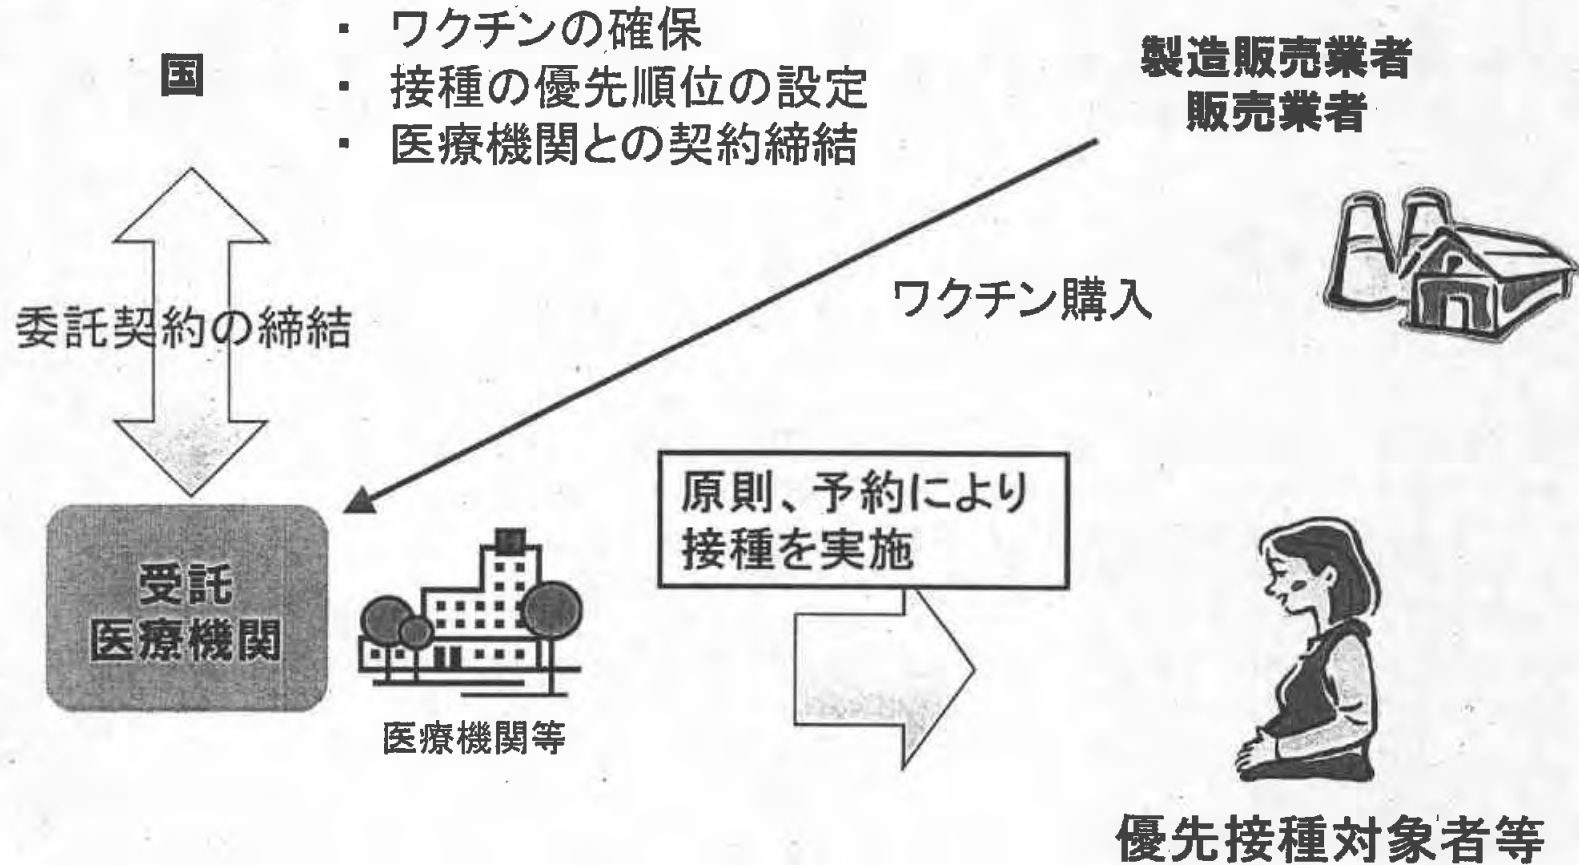 国
・ ワクチンの確保
・ 接種の優先順位の設定
・ 医療機関との契約締結
製造販売業者
販売業者
委託契約の締結
ワクチン購入
原則、予約により
接種を実施
受託
医療機関
医療機関等
優先接種対象者等